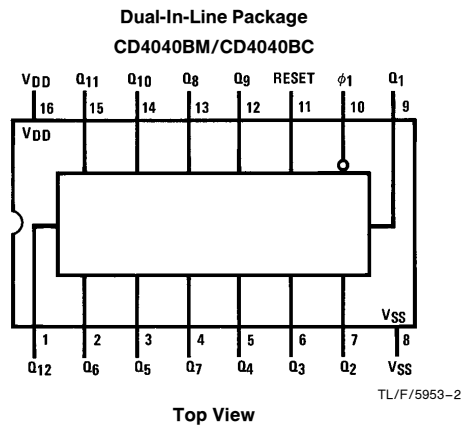 Dual-In-Line Package
CD4040BM/CD4040BC
VDD Q11 Q10 Q8 Q9 RESET ϕ1 Q1
16 15 14 13 12 11 10 9
VDD
VSS
1 2 3 4 5 6 7 8
Q12 Q6 Q5 Q7 Q4 Q3 Q2 VSS
TL/F/5953–2
Top View